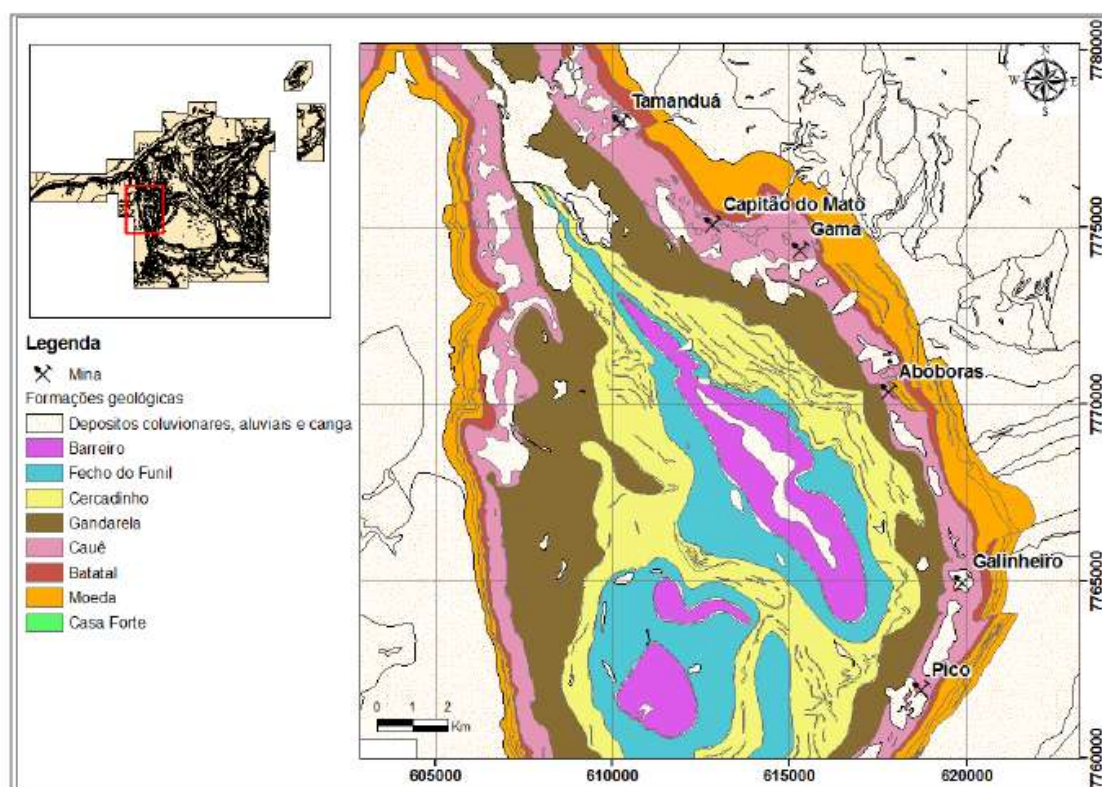 N
W
E
S
Tamanduá
Capitão do Mato
Gama
Aboboras
Galinheiro
Pico
7780000
7775000
7770000
7765000
7760000
605000
610000
615000
620000
0 1 2
Km
Legenda
Mina
Formações geológicas
Depositos coluvionares, aluviais e canga
Barreiro
Fecho do Funil
Cercadinho
Gandarela
Cauê
Batatal
Moeda
Casa Forte